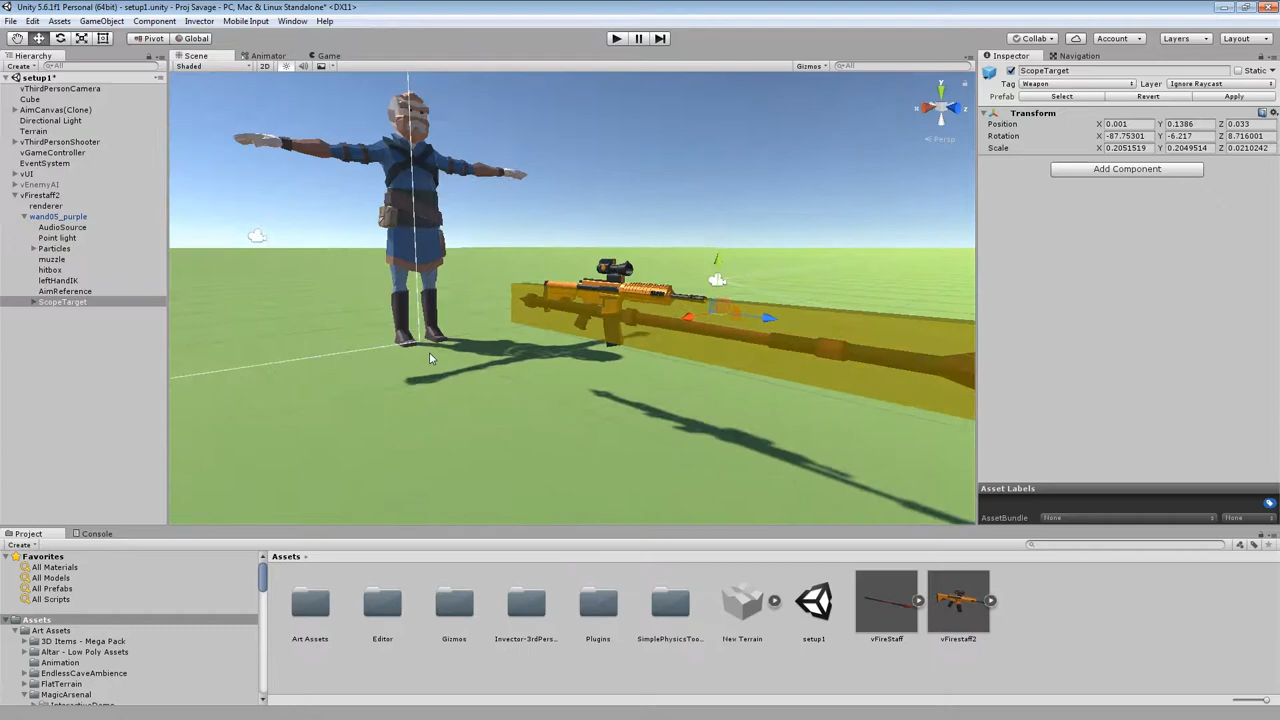 Unity 5.6.1f1 Personal (64bit) - setup1.unity - Proj Savage - PC, Mac & Linux Standalone* <DX11>
File Edit Assets GameObject Component Invector Mobile Input Window Help
Pivot Global Collab Account Layers Layout
Hierarchy Scene Animator Game Inspector Navigation
Create All Shaded 2D Gizmos All
setup1*
vThirdPersonCamera
Cube
AimCanvas(Clone)
Directional Light
Terrain
vThirdPersonShooter
vGameController
EventSystem
vUI
vEnemyAI
vFirestaff2
renderer
wand05_purple
AudioSource
Point light
Particles
muzzle
hitbox
leftHandIK
AimReference
ScopeTarget
y
x
z
Persp
ScopeTarget Static
Tag Weapon Layer Ignore Raycast
Prefab Select Revert Apply
Transform
Position X 0.001 Y 0.1386 Z 0.033
Rotation X -87.75301 Y -6.217 Z 8.716001
Scale X 0.2051519 Y 0.2049514 Z 0.0210242
Add Component
Asset Labels
AssetBundle None None
Project Console
Create
Favorites
All Materials
All Models
All Prefabs
All Scripts
Assets
Art Assets
3D Items - Mega Pack
Altar - Low Poly Assets
Animation
EndlessCaveAmbience
FlatTerrain
MagicArsenal
Assets
Art Assets Editor Gizmos Invector-3rdPers... Plugins SimplePhysicsToo... New Terrain setup1 vFireStaff vFirestaff2